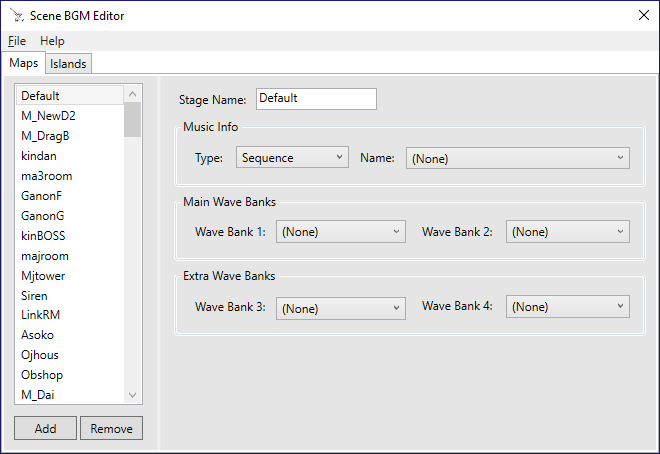 Scene BGM Editor
File Help
Maps Islands
Default
M_NewD2
M_DragB
kindan
ma3room
GanonF
GanonG
kinBOSS
majroom
Mjtower
Siren
LinkRM
Asoko
Ojhous
Obshop
M_Dai
Add Remove
Stage Name: Default
Music Info
Type: Sequence Name: (None)
Main Wave Banks
Wave Bank 1: (None) Wave Bank 2: (None)
Extra Wave Banks
Wave Bank 3: (None) Wave Bank 4: (None)